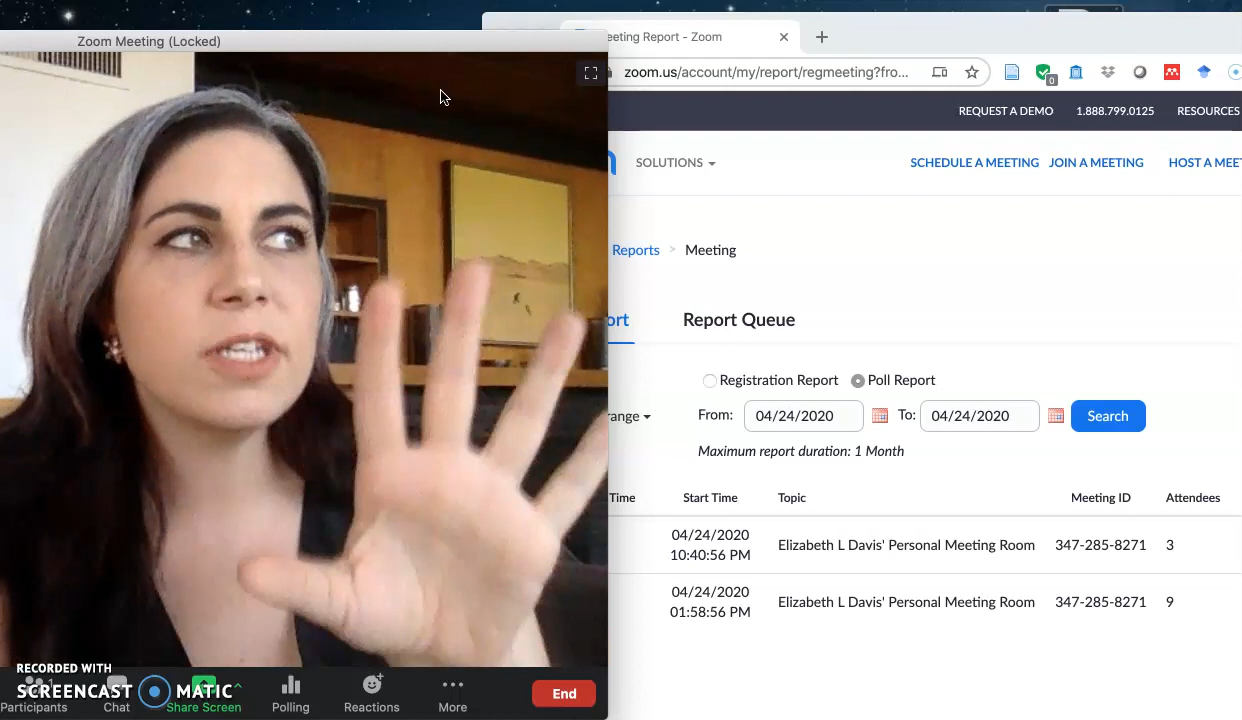 Zoom Meeting (Locked)
eeting Report - Zoom
zoom.us/account/my/report/regmeeting?fro...
0
REQUEST A DEMO 1.888.799.0125 RESOURCES
SOLUTIONS SCHEDULE A MEETING JOIN A MEETING HOST A MEET
Reports > Meeting
ort Report Queue
Registration Report Poll Report
range From: 04/24/2020 To: 04/24/2020 Search
Maximum report duration: 1 Month
Time Start Time Topic Meeting ID Attendees
04/24/2020
10:40:56 PM Elizabeth L Davis' Personal Meeting Room 347-285-8271 3
04/24/2020
01:58:56 PM Elizabeth L Davis' Personal Meeting Room 347-285-8271 9
RECORDED WITH
SCREENCAST MATIC
1
Participants Chat Share Screen Polling Reactions More End